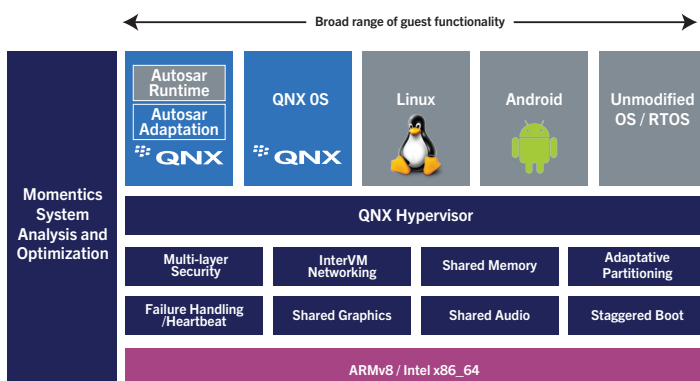 Broad range of guest functionality
Momentics
System
Analysis and
Optimization
Autosar
Runtime
Autosar
Adaptation
QNX
QNX OS
QNX
Linux
Android
Unmodified
OS / RTOS
QNX Hypervisor
Multi-layer
Security
InterVM
Networking
Shared Memory
Adaptative
Partitioning
Failure Handling
/Heartbeat
Shared Graphics
Shared Audio
Staggered Boot
ARMv8 / Intel x86_64